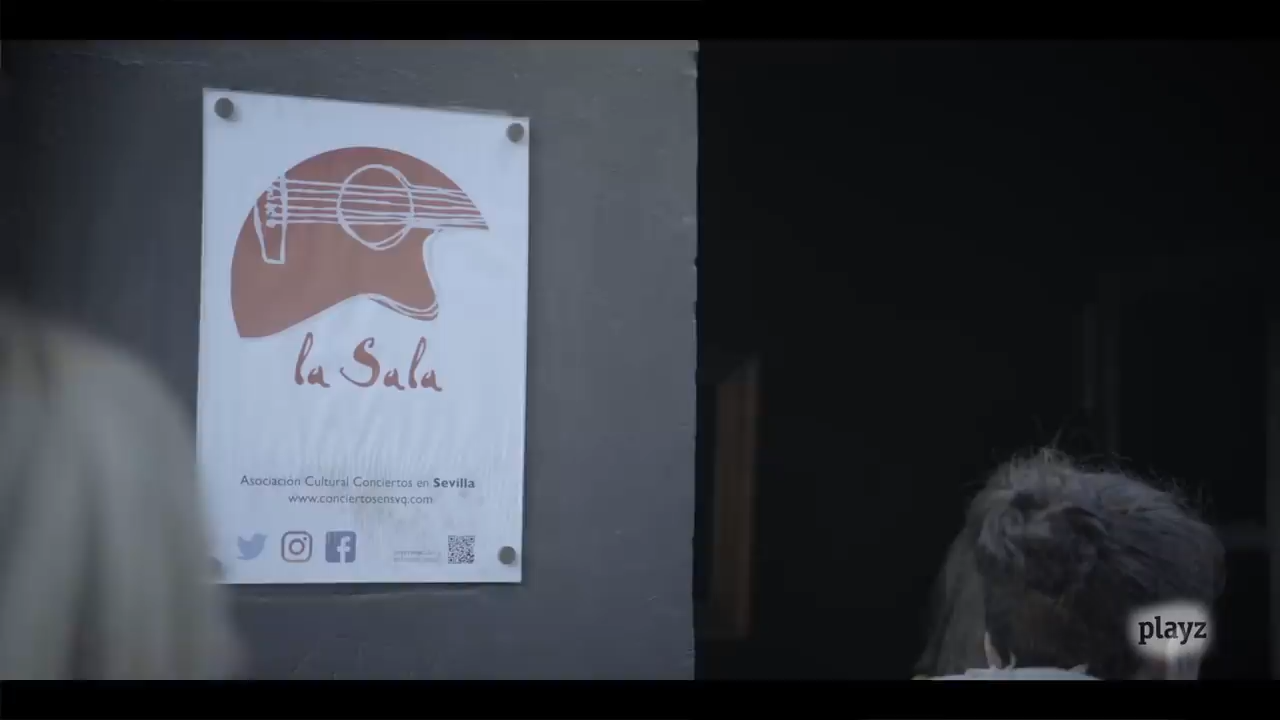 la Sala
Asociación Cultural Conciertos en Sevilla
www.conciertosensvq.com
playz